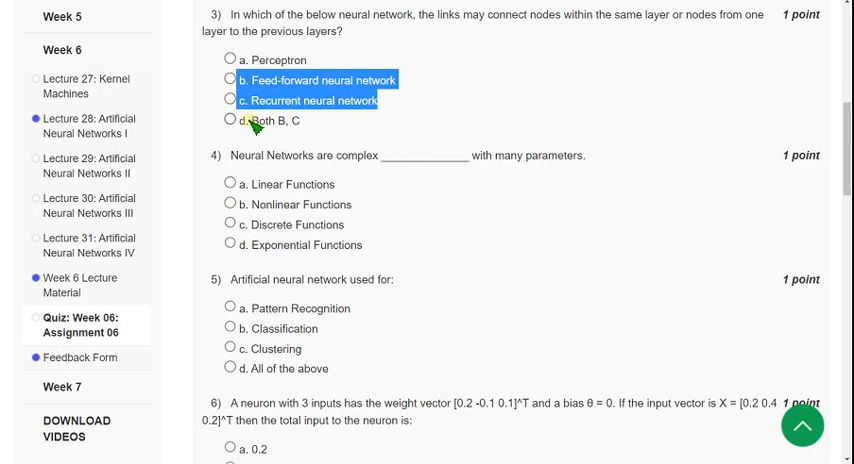 Week 5
Week 6
Lecture 27: Kernel
Machines
Lecture 28: Artificial
Neural Networks I
Lecture 29: Artificial
Neural Networks II
Lecture 30: Artificial
Neural Networks III
Lecture 31: Artificial
Neural Networks IV
Week 6 Lecture
Material
Quiz: Week 06:
Assignment 06
Feedback Form
Week 7
DOWNLOAD
VIDEOS
3) In which of the below neural network, the links may connect nodes within the same layer or nodes from one 1 point
layer to the previous layers?
a. Perceptron
b. Feed-forward neural network
c. Recurrent neural network
d. Both B, C
4) Neural Networks are complex ______________ with many parameters. 1 point
a. Linear Functions
b. Nonlinear Functions
c. Discrete Functions
d. Exponential Functions
5) Artificial neural network used for: 1 point
a. Pattern Recognition
b. Classification
c. Clustering
d. All of the above
6) A neuron with 3 inputs has the weight vector [0.2 -0.1 0.1]^T and a bias θ = 0. If the input vector is X = [0.2 0.4 1 point
0.2]^T then the total input to the neuron is:
a. 0.2